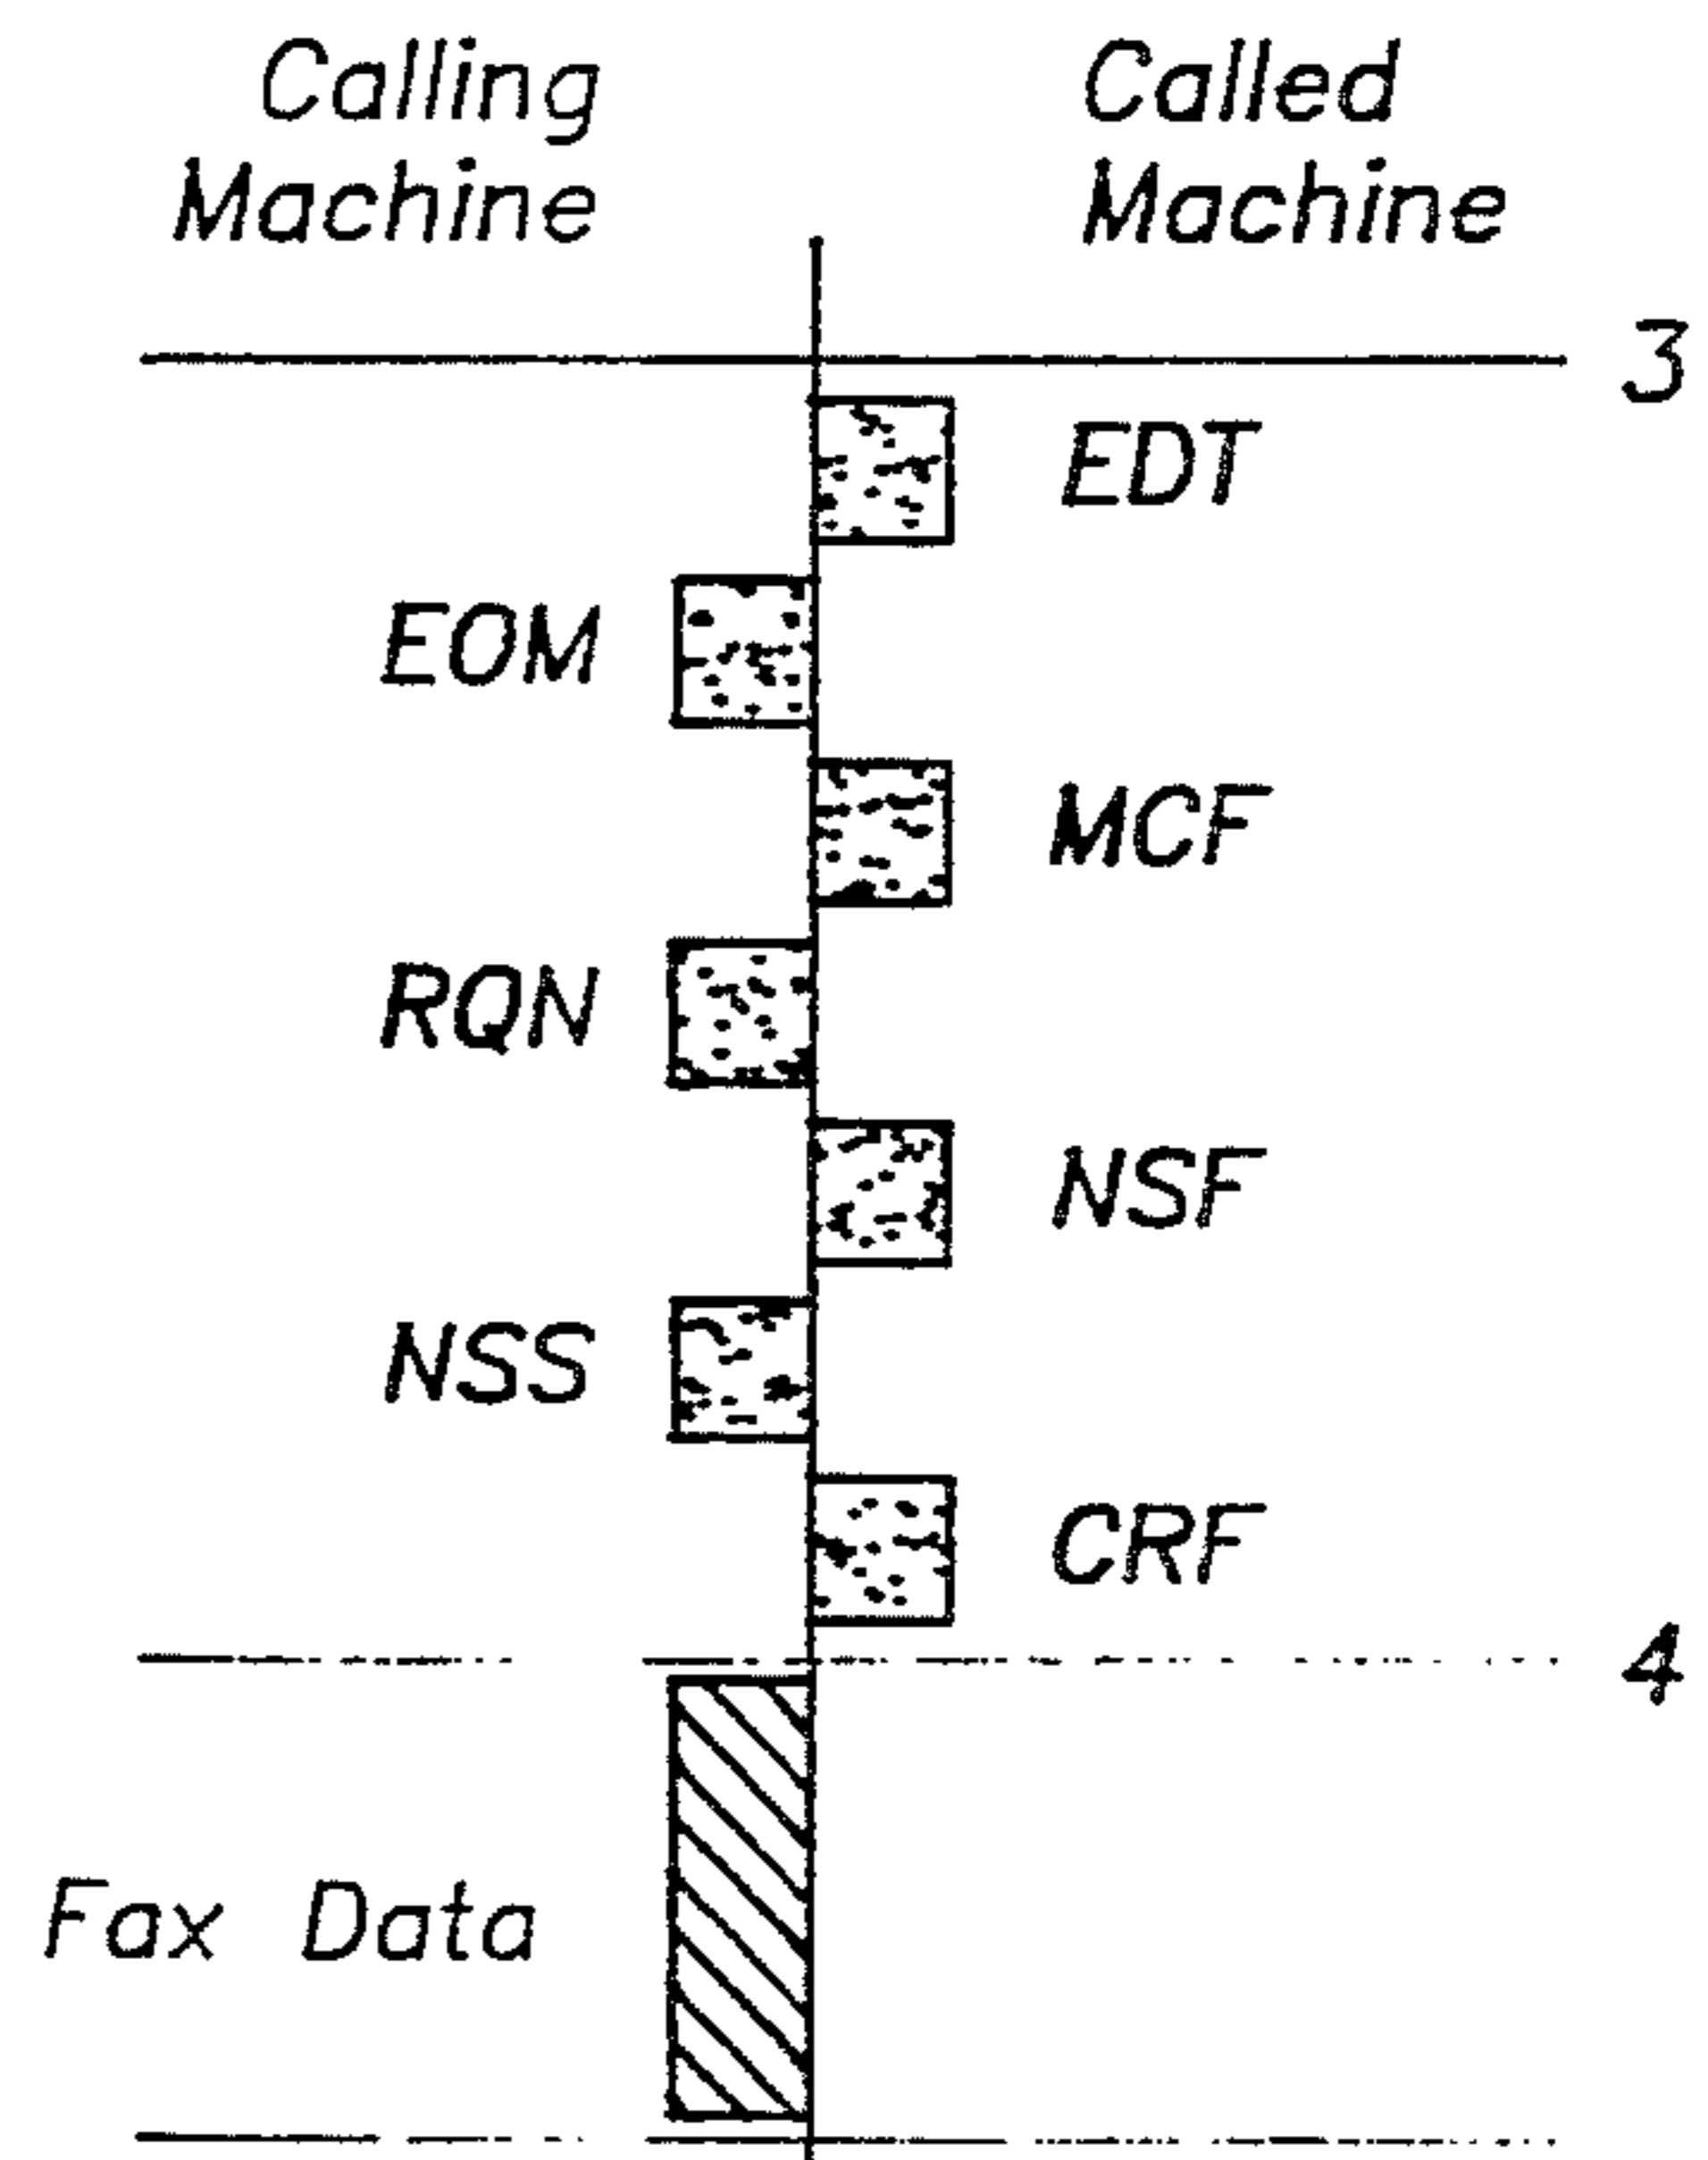 Calling Called
Machine Machine
3
EDT
EOM
MCF
RQN
NSF
NSS
CRF
4
Fax Data